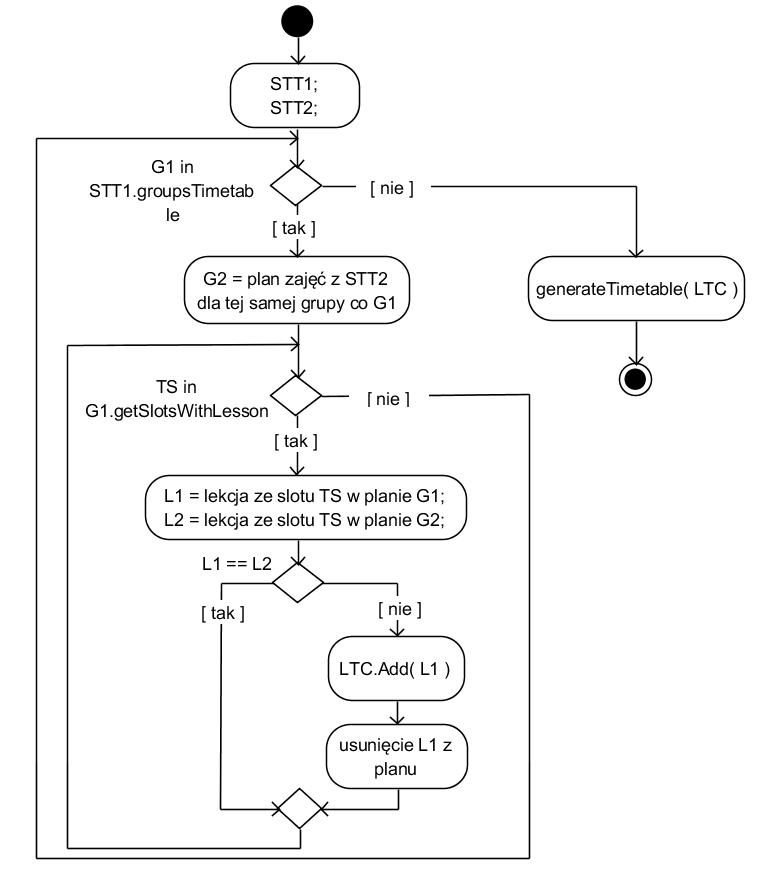 STT1;
STT2;
G1 in
STT1.groupsTimetab
le
[ nie ]
[ tak ]
G2 = plan zajęć z STT2
dla tej samej grupy co G1
generateTimetable( LTC )
TS in
G1.getSlotsWithLesson
[ nie ]
[ tak ]
L1 = lekcja ze slotu TS w planie G1;
L2 = lekcja ze slotu TS w planie G2;
L1 == L2
[ tak ]
[ nie ]
LTC.Add( L1 )
usunięcie L1 z
planu